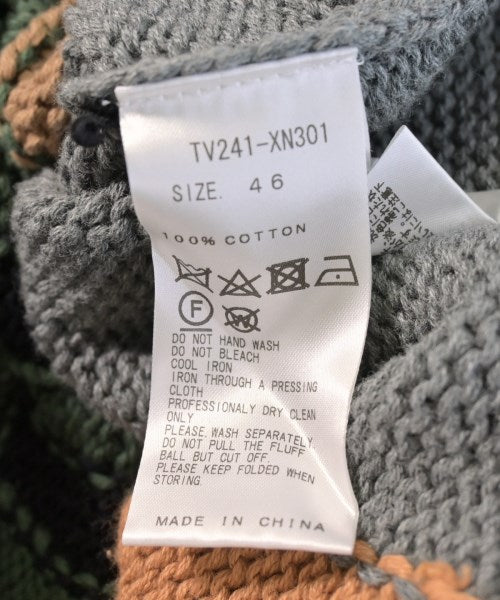 TV241-XN301
SIZE. 46
100% COTTON
F
W
DO NOT HAND WASH
DO NOT BLEACH
COOL IRON
IRON THROUGH A PRESSING
CLOTH
PROFESSIONALY DRY CLEAN
ONLY
PLEASE.WASH SEPARATELY
DO NOT PULL THE FLUFF
BALL BUT CUT OFF.
PLEASE KEEP FOLDED WHEN
STORING.
MADE IN CHINA